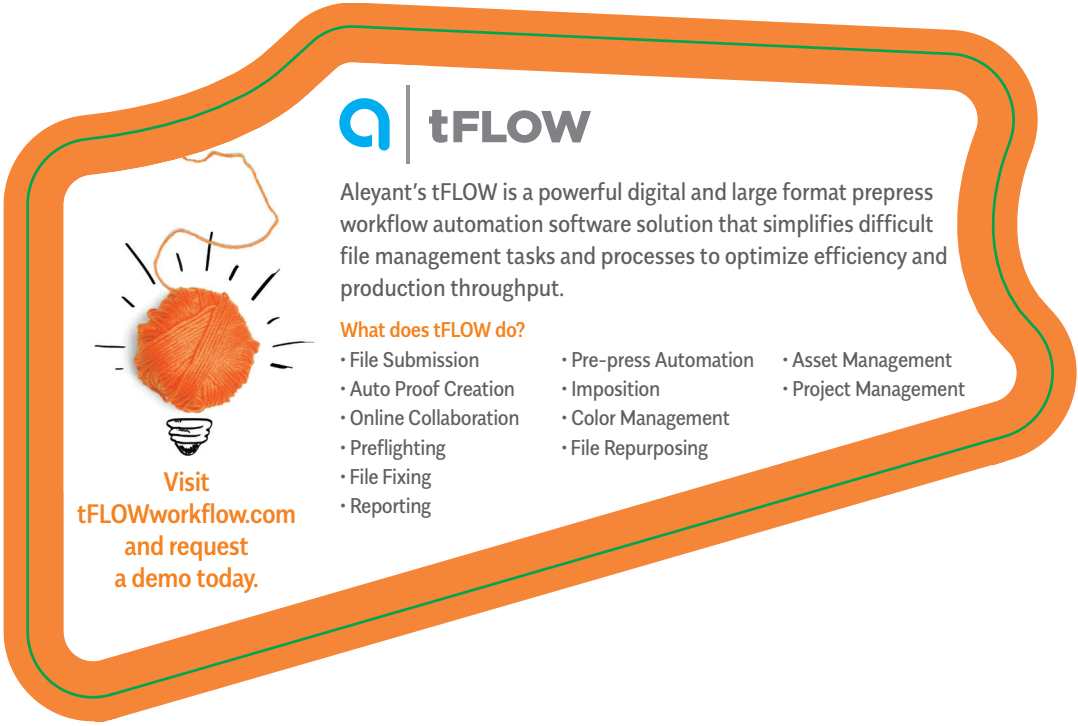 tFLOW
Aleyant's tFLOW is a powerful digital and large format prepress
workflow automation software solution that simplifies difficult
file management tasks and processes to optimize efficiency and
production throughput.
What does tFLOW do?
• File Submission
• Auto Proof Creation
• Online Collaboration
• Preflighting
• File Fixing
• Reporting
• Pre-press Automation
• Imposition
• Color Management
• File Repurposing
• Asset Management
• Project Management
Visit
tFLOWworkflow.com
and request
a demo today.